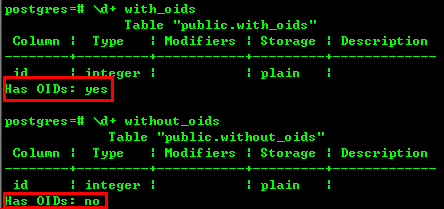 postgres=# \d+ with_oids
Table "public.with_oids"
Column | Type | Modifiers | Storage | Description
--------+---------+-----------+---------+-------------
id | integer | | plain |
Has OIDs: yes
postgres=# \d+ without_oids
Table "public.without_oids"
Column | Type | Modifiers | Storage | Description
--------+---------+-----------+---------+-------------
id | integer | | plain |
Has OIDs: no